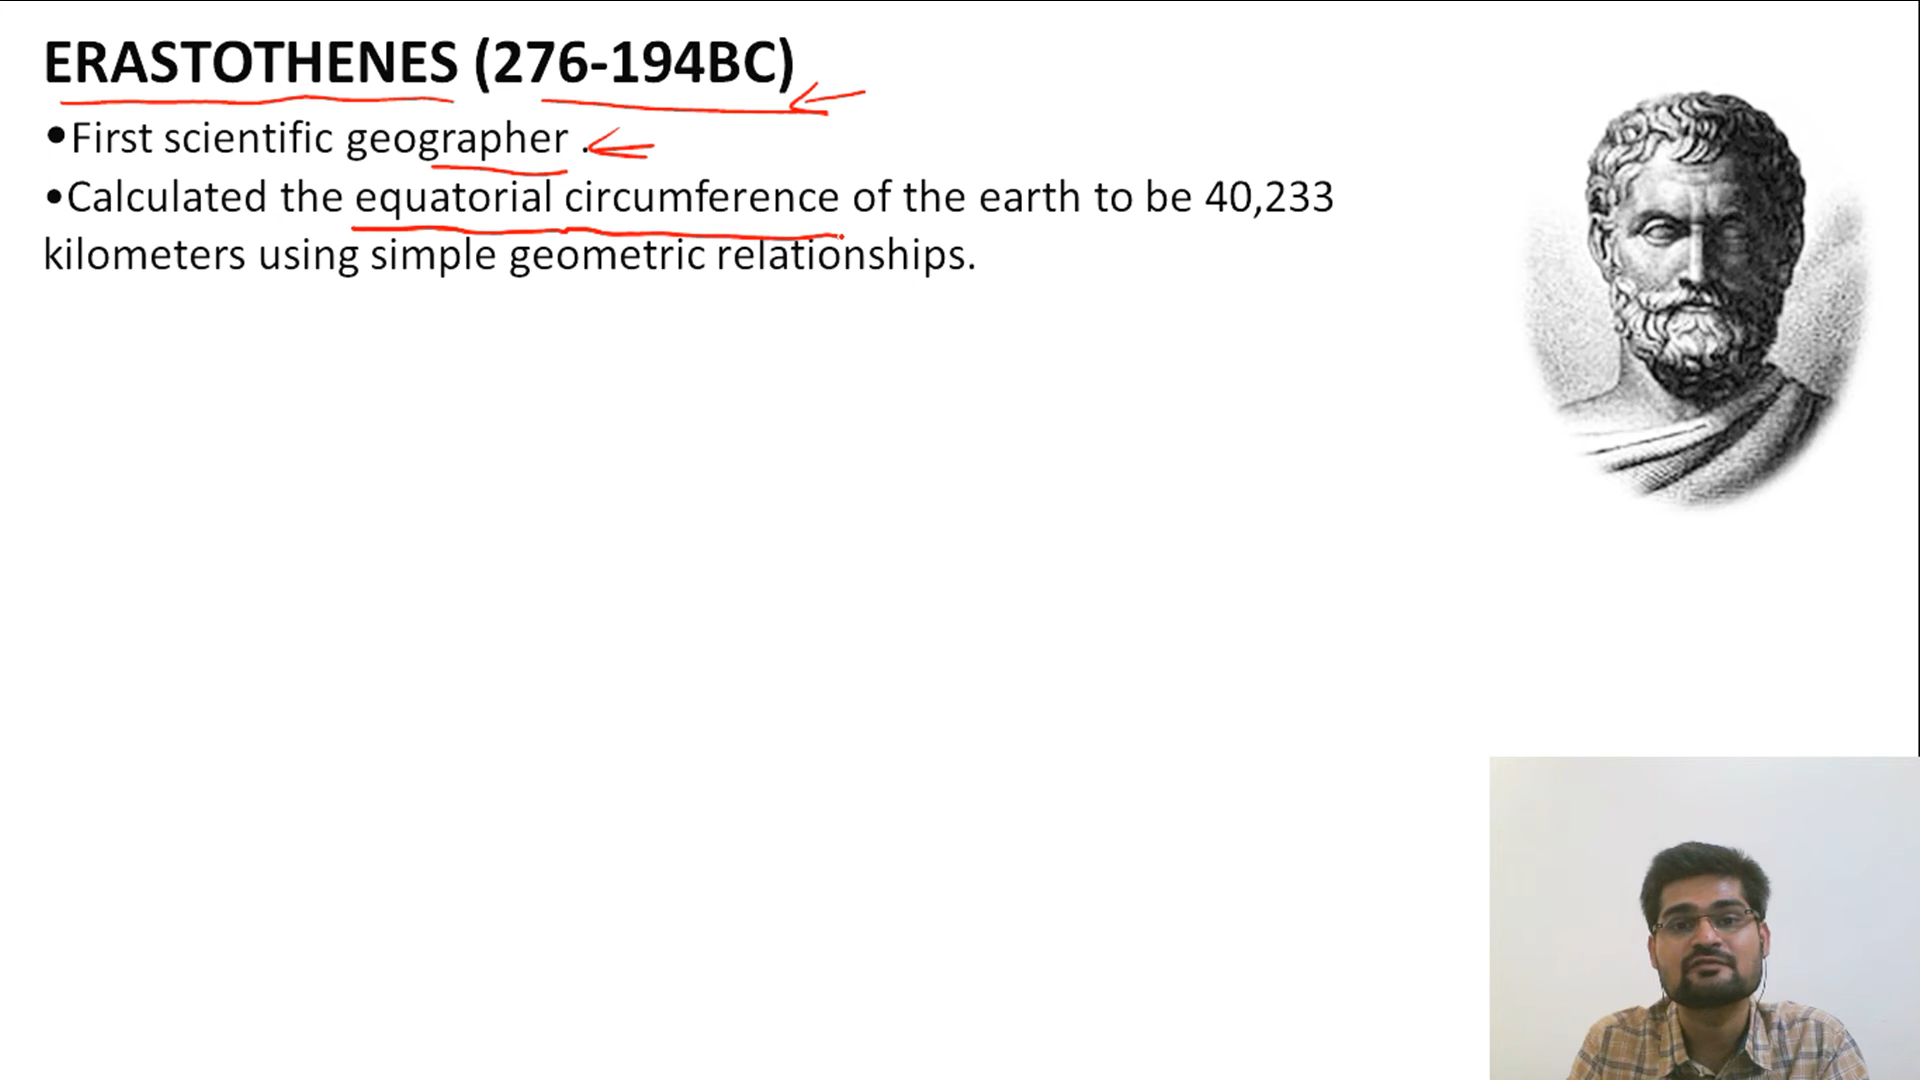 ERASTOTHENES (276-194BC)
•First scientific geographer .
•Calculated the equatorial circumference of the earth to be 40,233
kilometers using simple geometric relationships.